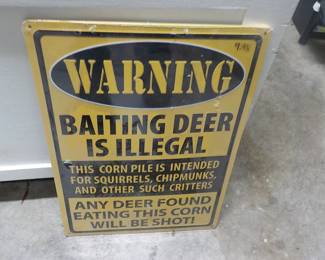 WARNING
BAITING DEER
IS ILLEGAL
THIS CORN PILE IS INTENDED
FOR SQUIRRELS, CHIPMUNKS,
AND OTHER SUCH CRITTERS
ANY DEER FOUND
EATING THIS CORN
WILL BE SHOT!